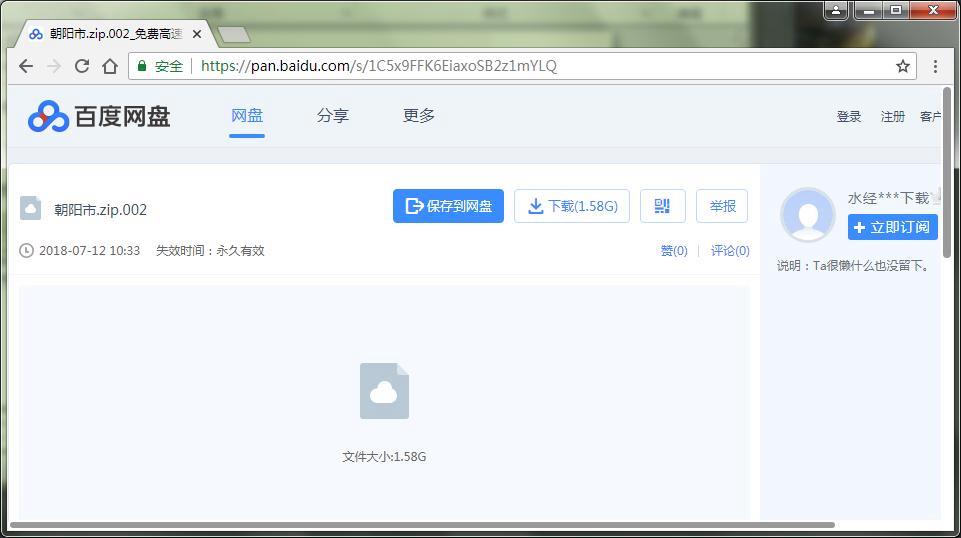 朝阳市.zip.002_免费高速
安全 https://pan.baidu.com/s/1C5x9FFK6EiaxoSB2z1mYLQ
百度网盘 网盘 分享 更多 登录 注册 客户
朝阳市.zip.002 保存到网盘 下载(1.58G) 举报
2018-07-12 10:33 失效时间：永久有效 赞(0) 评论(0)
水经***下载
立即订阅
说明：Ta很懒什么也没留下。
文件大小:1.58G